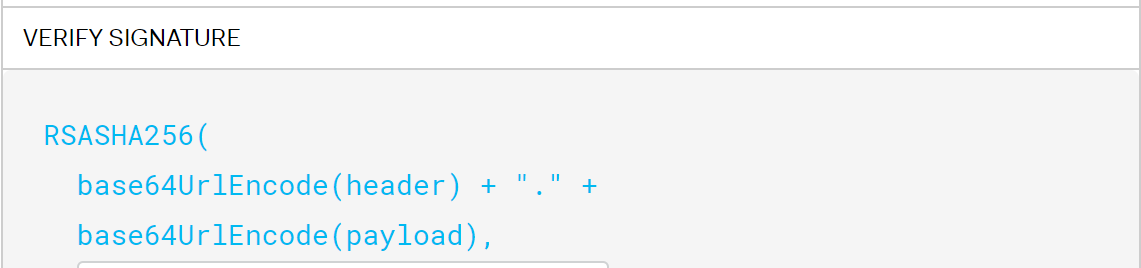 VERIFY SIGNATURE
RSASHA256(
base64UrlEncode(header) + "." +
base64UrlEncode(payload),